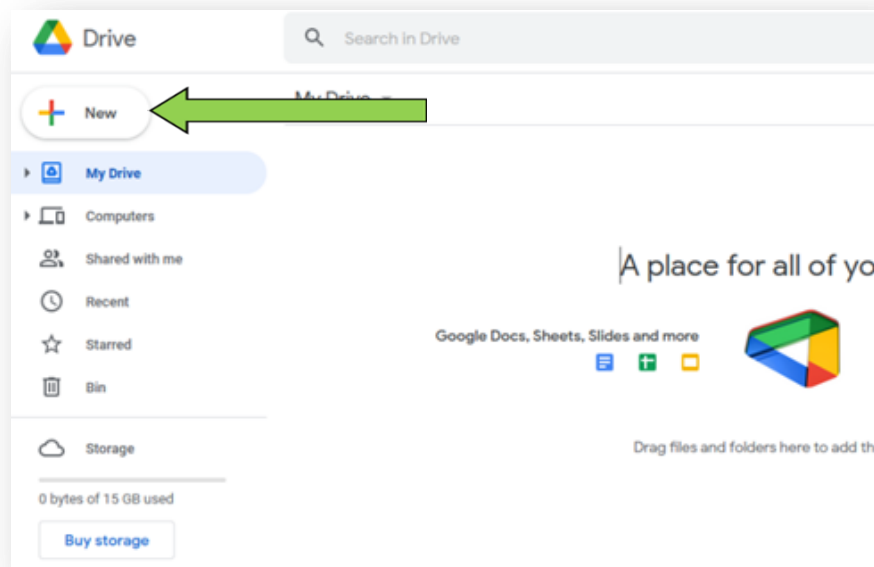 Drive
Search in Drive
New
My Drive
My Drive
Computers
Shared with me
Recent
Starred
Bin
Storage
0 bytes of 15 GB used
Buy storage
A place for all of yo
Google Docs, Sheets, Slides and more
Drag files and folders here to add th